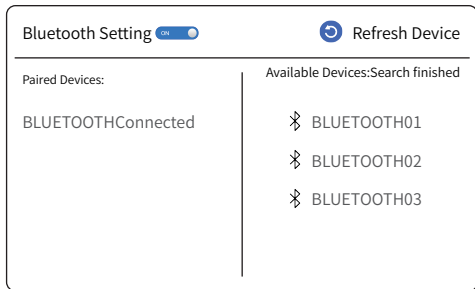 Bluetooth Setting ON
Refresh Device
Paired Devices:
BLUETOOTHConnected
Available Devices:Search finished
BLUETOOTH01
BLUETOOTH02
BLUETOOTH03